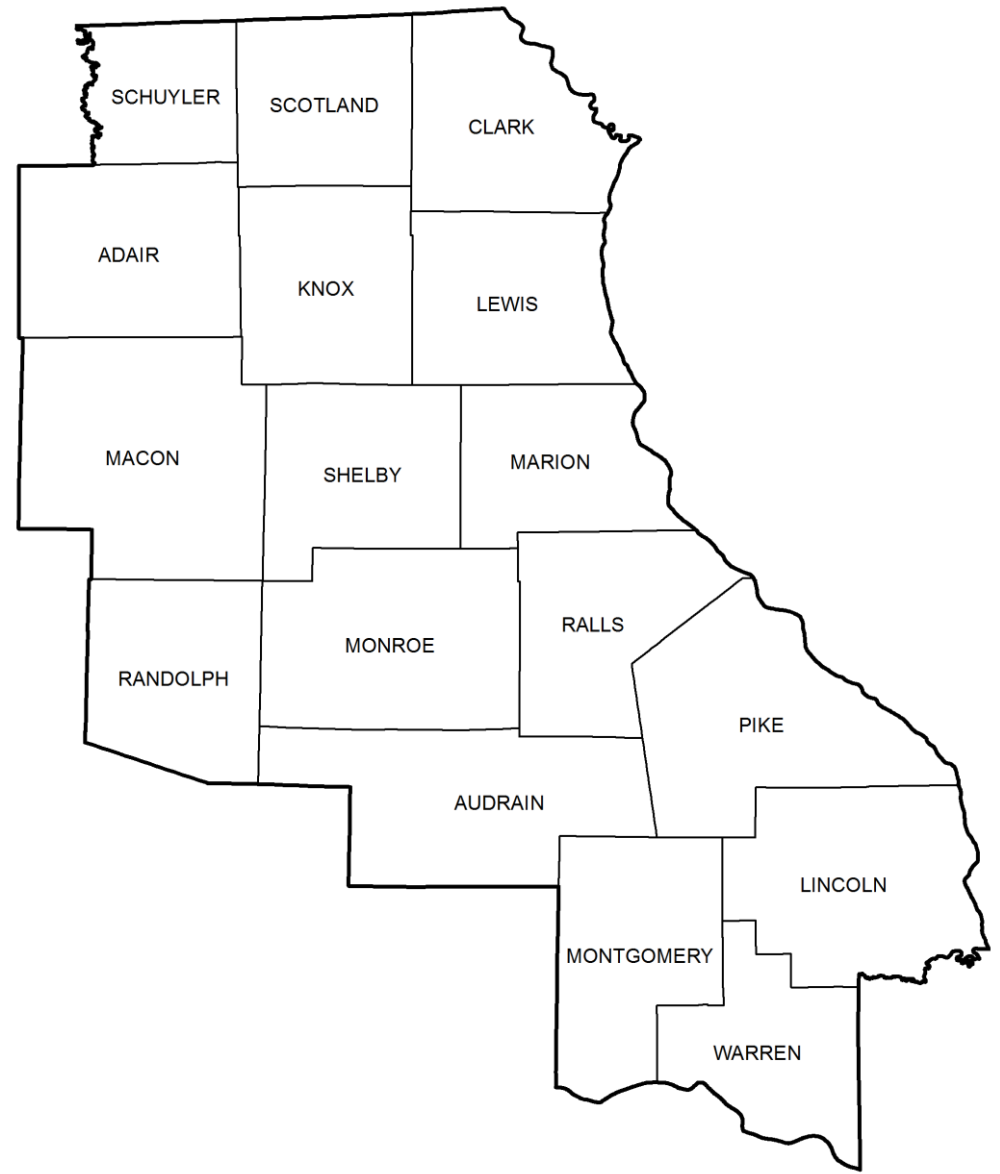 SCHUYLER
SCOTLAND
CLARK
ADAIR
KNOX
LEWIS
MACON
SHELBY
MARION
RANDOLPH
MONROE
RALLS
PIKE
AUDRAIN
LINCOLN
MONTGOMERY
WARREN